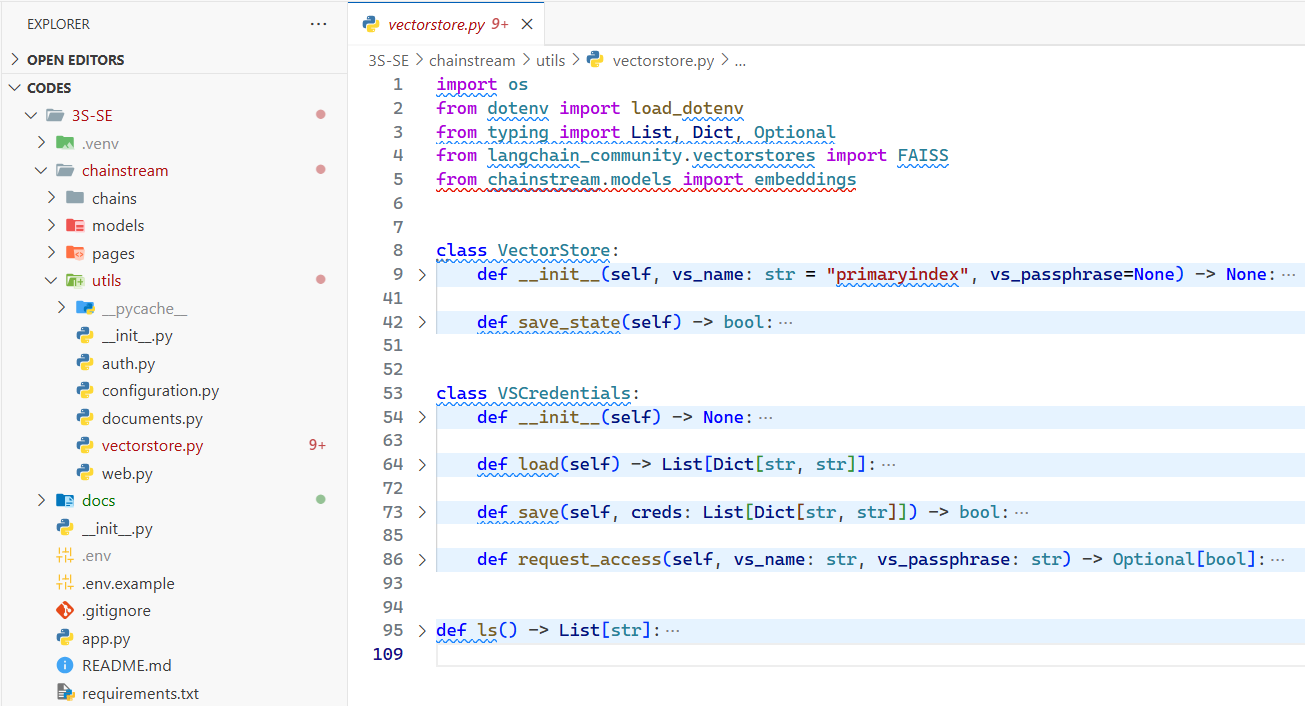 EXPLORER
OPEN EDITORS
CODES
3S-SE
.venv
chainstream
chains
models
pages
utils
__pycache__
__init__.py
auth.py
configuration.py
documents.py
vectorstore.py 9+
web.py
docs
__init__.py
.env
.env.example
.gitignore
app.py
README.md
requirements.txt
vectorstore.py 9+
3S-SE > chainstream > utils > vectorstore.py > ...
1 import os
2 from dotenv import load_dotenv
3 from typing import List, Dict, Optional
4 from langchain_community.vectorstores import FAISS
5 from chainstream.models import embeddings
6
7
8 class VectorStore:
9 def __init__(self, vs_name: str = "primaryindex", vs_passphrase=None) -> None: ···
41
42 def save_state(self) -> bool: ···
51
52
53 class VSCredentials:
54 def __init__(self) -> None: ···
63
64 def load(self) -> List[Dict[str, str]]: ···
72
73 def save(self, creds: List[Dict[str, str]]) -> bool: ···
85
86 def request_access(self, vs_name: str, vs_passphrase: str) -> Optional[bool]: ···
93
94
95 def ls() -> List[str]: ···
109